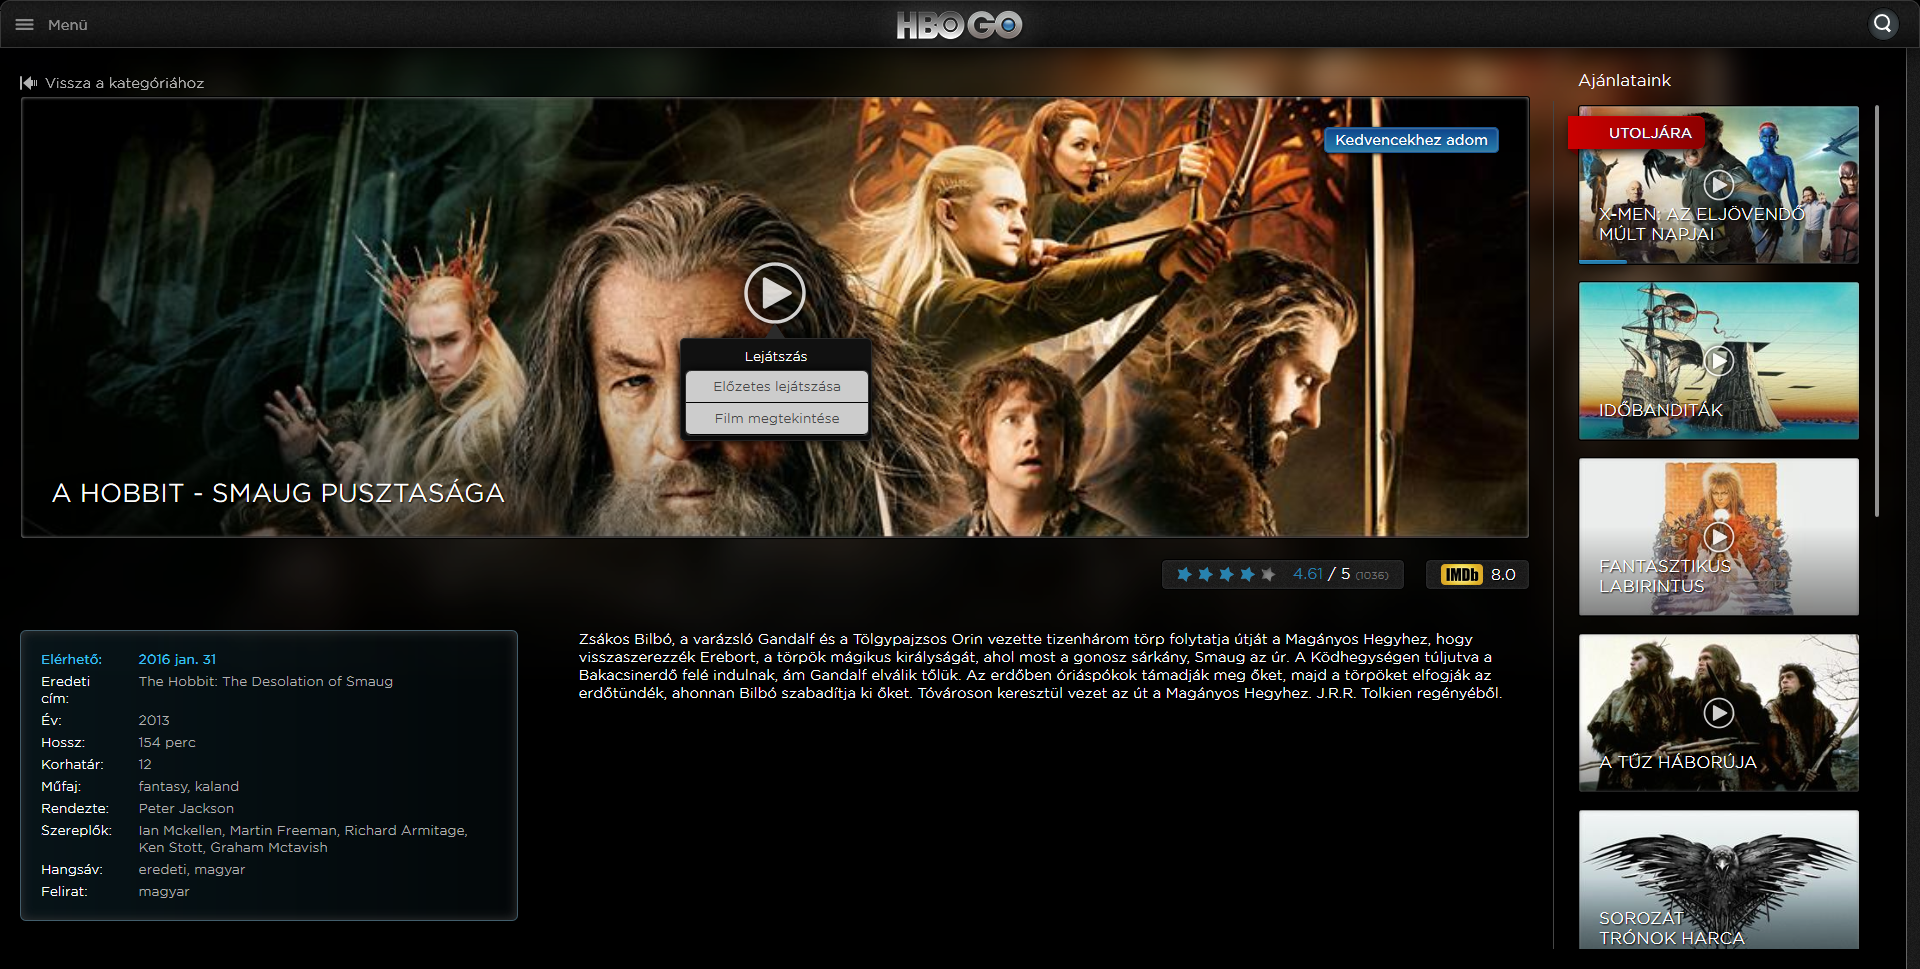 Menü
HBO GO
Vissza a kategóriához
Kedvencekhez adom
Lejátszás
Előzetes lejátszása
Film megtekintése
A HOBBIT - SMAUG PUSZTASÁGA
4.61 / 5 (1036)
IMDb 8.0
Elérhető: 2016 jan. 31
Eredeti The Hobbit: The Desolation of Smaug
cím:
Év: 2013
Hossz: 154 perc
Korhatár: 12
Műfaj: fantasy, kaland
Rendezte: Peter Jackson
Szereplők: Ian Mckellen, Martin Freeman, Richard Armitage,
Ken Stott, Graham Mctavish
Hangsáv: eredeti, magyar
Felirat: magyar
Zsákos Bilbó, a varázsló Gandalf és a Tölgypajzsos Orin vezette tizenhárom törp folytatja útját a Magányos Hegyhez, hogy
visszaszerezzék Erebort, a törpök mágikus királyságát, ahol most a gonosz sárkány, Smaug az úr. A Ködhegységen túljutva a
Bakacsinerdő felé indulnak, ám Gandalf elválik tőlük. Az erdőben óriáspókok támadják meg őket, majd a törpöket elfogják az
erdőtündék, ahonnan Bilbó szabadítja ki őket. Tóvároson keresztül vezet az út a Magányos Hegyhez. J.R.R. Tolkien regényéből.
Ajánlataink
UTOLJÁRA
X-MEN: AZ ELJÖVENDŐ
MÚLT NAPJAI
IDŐBANDITÁK
FANTASZTIKUS
LABIRINTUS
A TŰZ HÁBORÚJA
SOROZAT
TRÓNOK HARCA